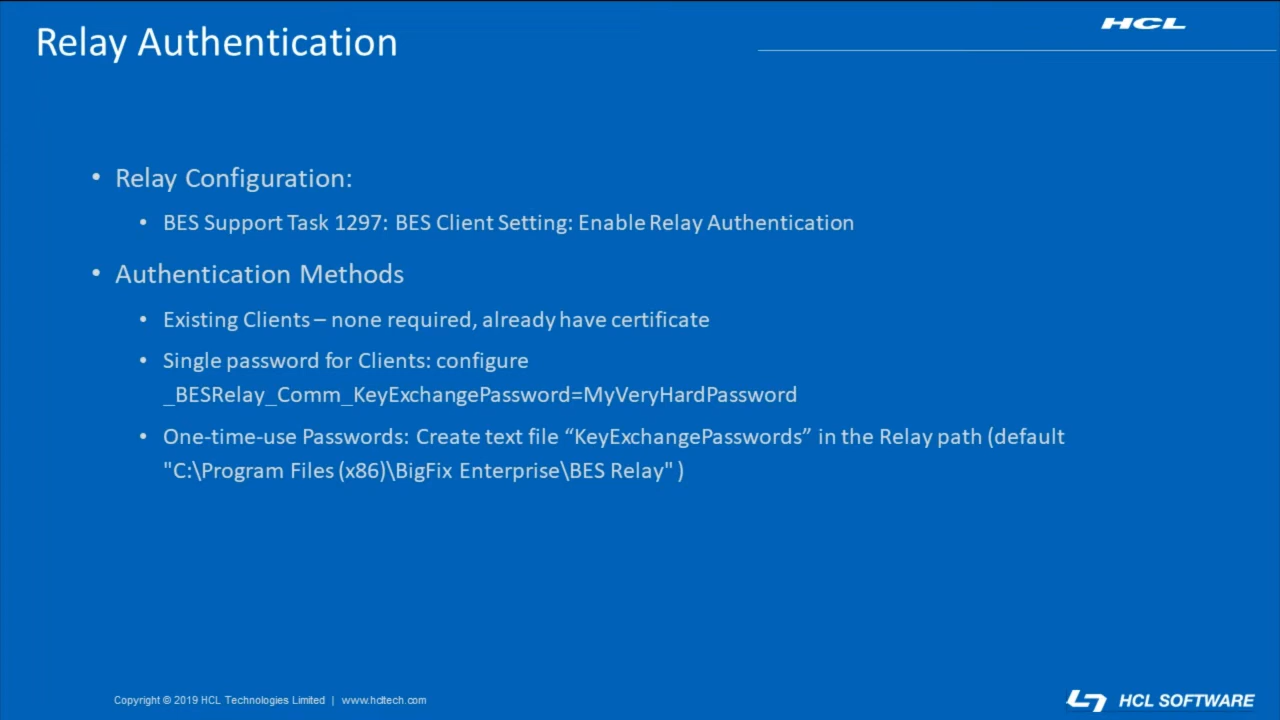 Relay Authentication
HCL
• Relay Configuration:
• BES Support Task 1297: BES Client Setting: Enable Relay Authentication
• Authentication Methods
• Existing Clients – none required, already have certificate
• Single password for Clients: configure
_BESRelay_Comm_KeyExchangePassword=MyVeryHardPassword
• One-time-use Passwords: Create text file “KeyExchangePasswords” in the Relay path (default
"C:\Program Files (x86)\BigFix Enterprise\BES Relay" )
Copyright © 2019 HCL Technologies Limited | www.hcltech.com
HCL SOFTWARE